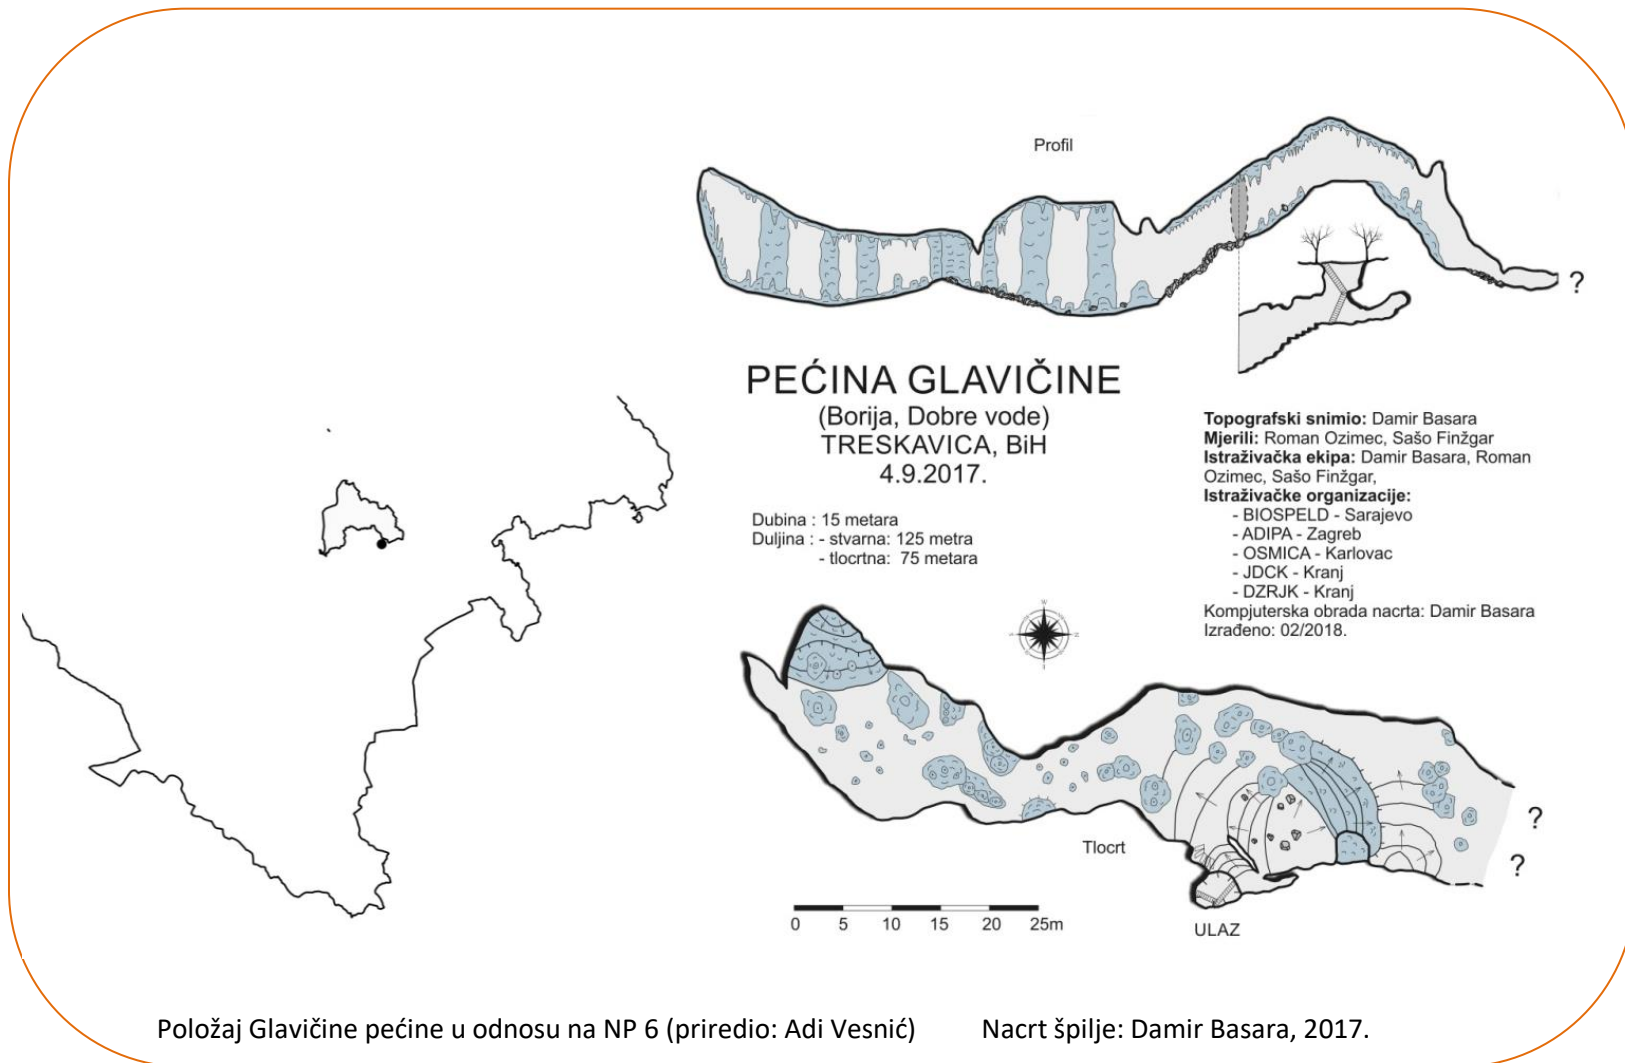 Profil
?
PEĆINA GLAVIČINE
(Borija, Dobre vode)
TRESKAVICA, BiH
4.9.2017.
Dubina : 15 metara
Duljina : - stvarna: 125 metra
- tlocrtna: 75 metara
Topografski snimio: Damir Basara
Mjerili: Roman Ozimec, Sašo Finžgar
Istraživačka ekipa: Damir Basara, Roman
Ozimec, Sašo Finžgar,
Istraživačke organizacije:
- BIOSPELD - Sarajevo
- ADIPA - Zagreb
- OSMICA - Karlovac
- JDCK - Kranj
- DZRJK - Kranj
Kompjuterska obrada nacrta: Damir Basara
Izrađeno: 02/2018.
?
?
Tlocrt
ULAZ
0 5 10 15 20 25m
Položaj Glavičine pećine u odnosu na NP 6 (priredio: Adi Vesnić)
Nacrt špilje: Damir Basara, 2017.